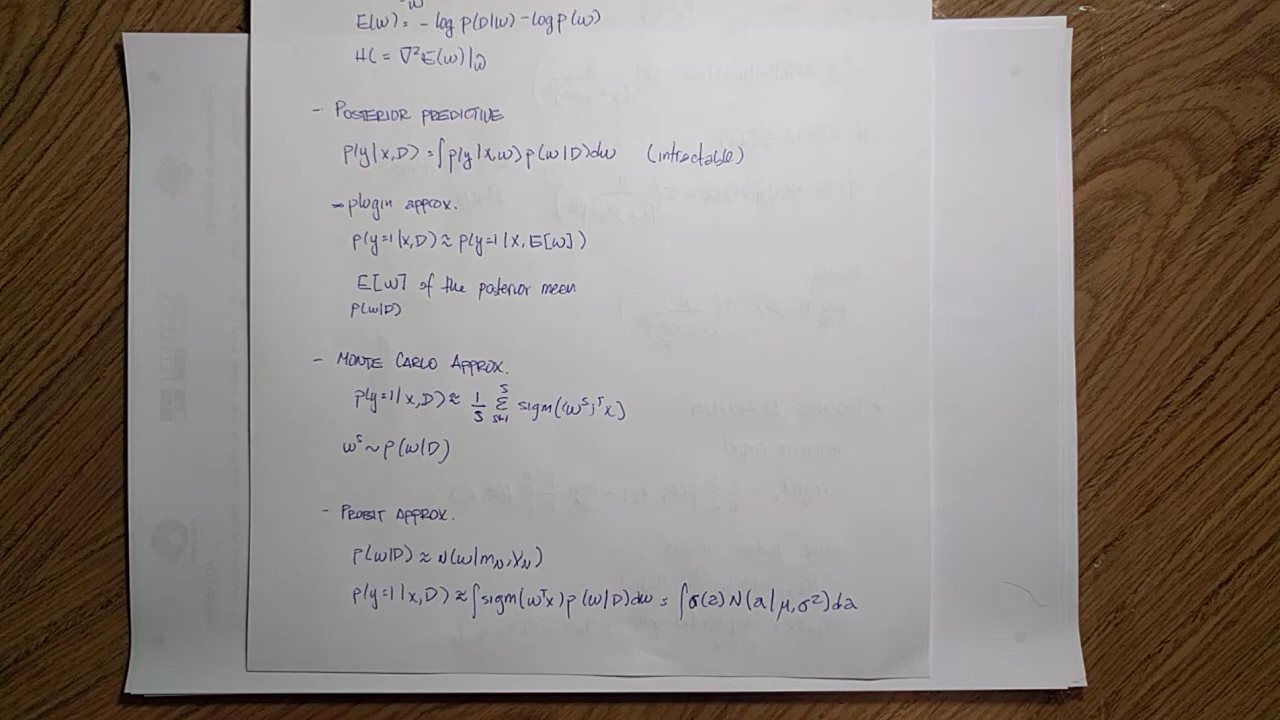 ŵ
E(w) = - log p(D|w) - log p(w)
H = ∇²E(w)|ŵ
- POSTERIOR PREDICTIVE
p(y|x,D) = ∫p(y|x,w)p(w|D)dw (intractable)
- plugin approx.
p(y=1|x,D) ≈ p(y=1|x,E[w])
E[w] of the posterior mean
p(w|D)
- MONTE CARLO APPROX.
p(y=1|x,D) ≈ 1/S Σ_{s=1}^{S} sigm((w^s)^T x)
w^s ~ p(w|D)
- PROBIT APPROX.
p(w|D) ≈ N(w|m_N,V_N)
p(y=1|x,D) ≈ ∫sigm(w^T x)p(w|D)dw = ∫σ(a)N(a|μ,σ²)da